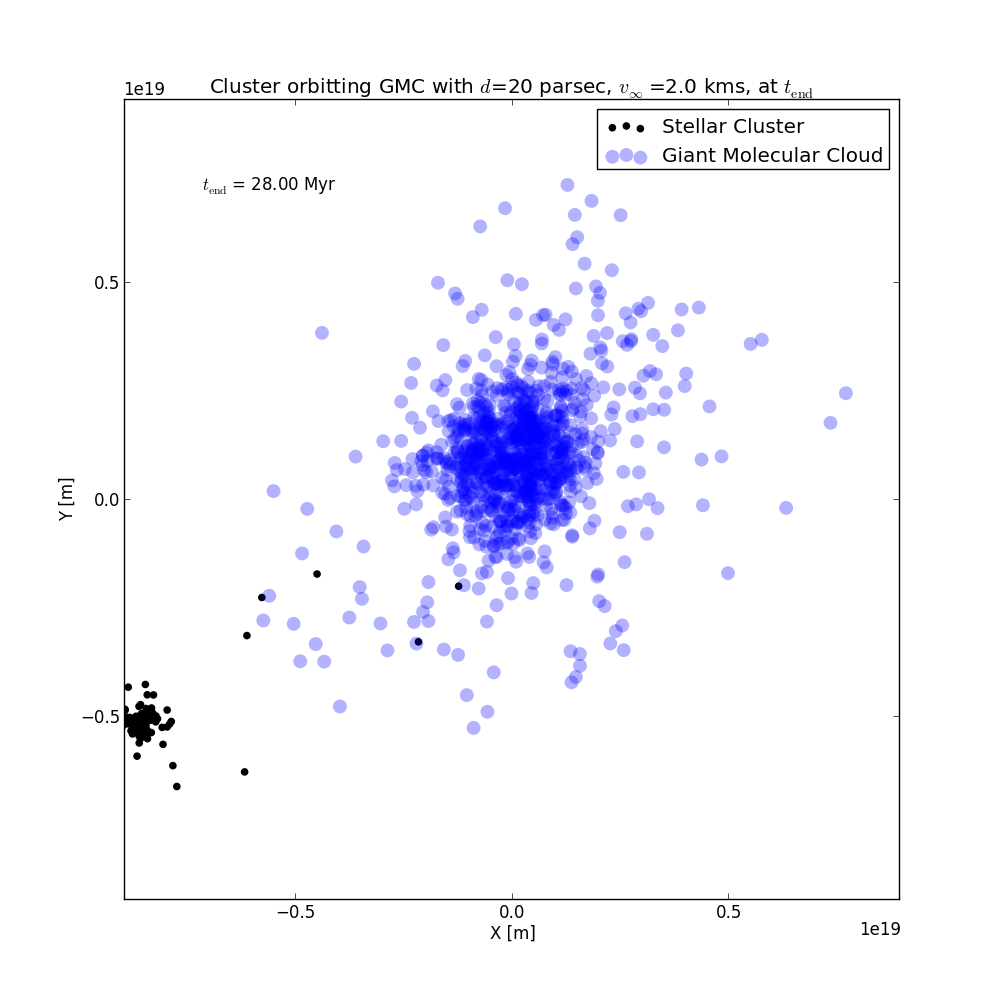 Cluster orbitting GMC with d=20 parsec, v∞ =2.0 kms, at t_end
1e19
Stellar Cluster
Giant Molecular Cloud
t_end = 28.00 Myr
0.5
0.0
−0.5
Y [m]
−0.5
0.0
0.5
X [m]
1e19